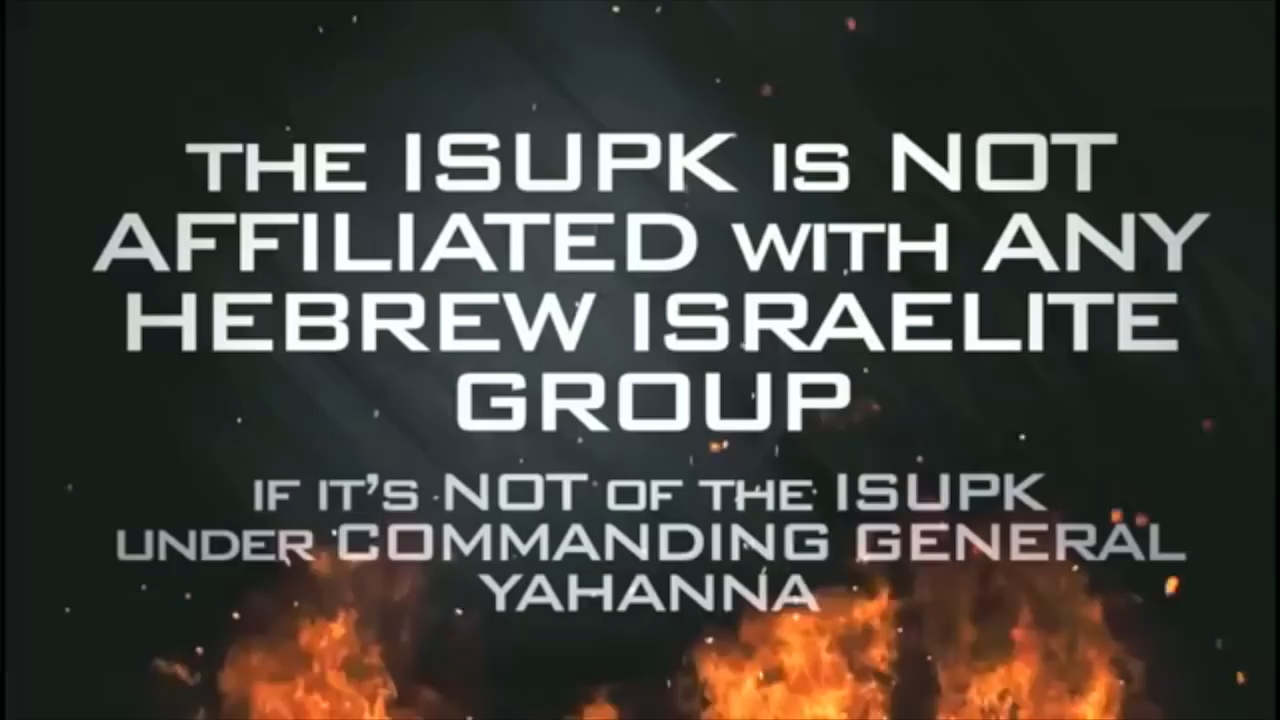 THE ISUPK IS NOT
AFFILIATED WITH ANY
HEBREW ISRAELITE
GROUP
IF IT'S NOT OF THE ISUPK
UNDER COMMANDING GENERAL
YAHANNA